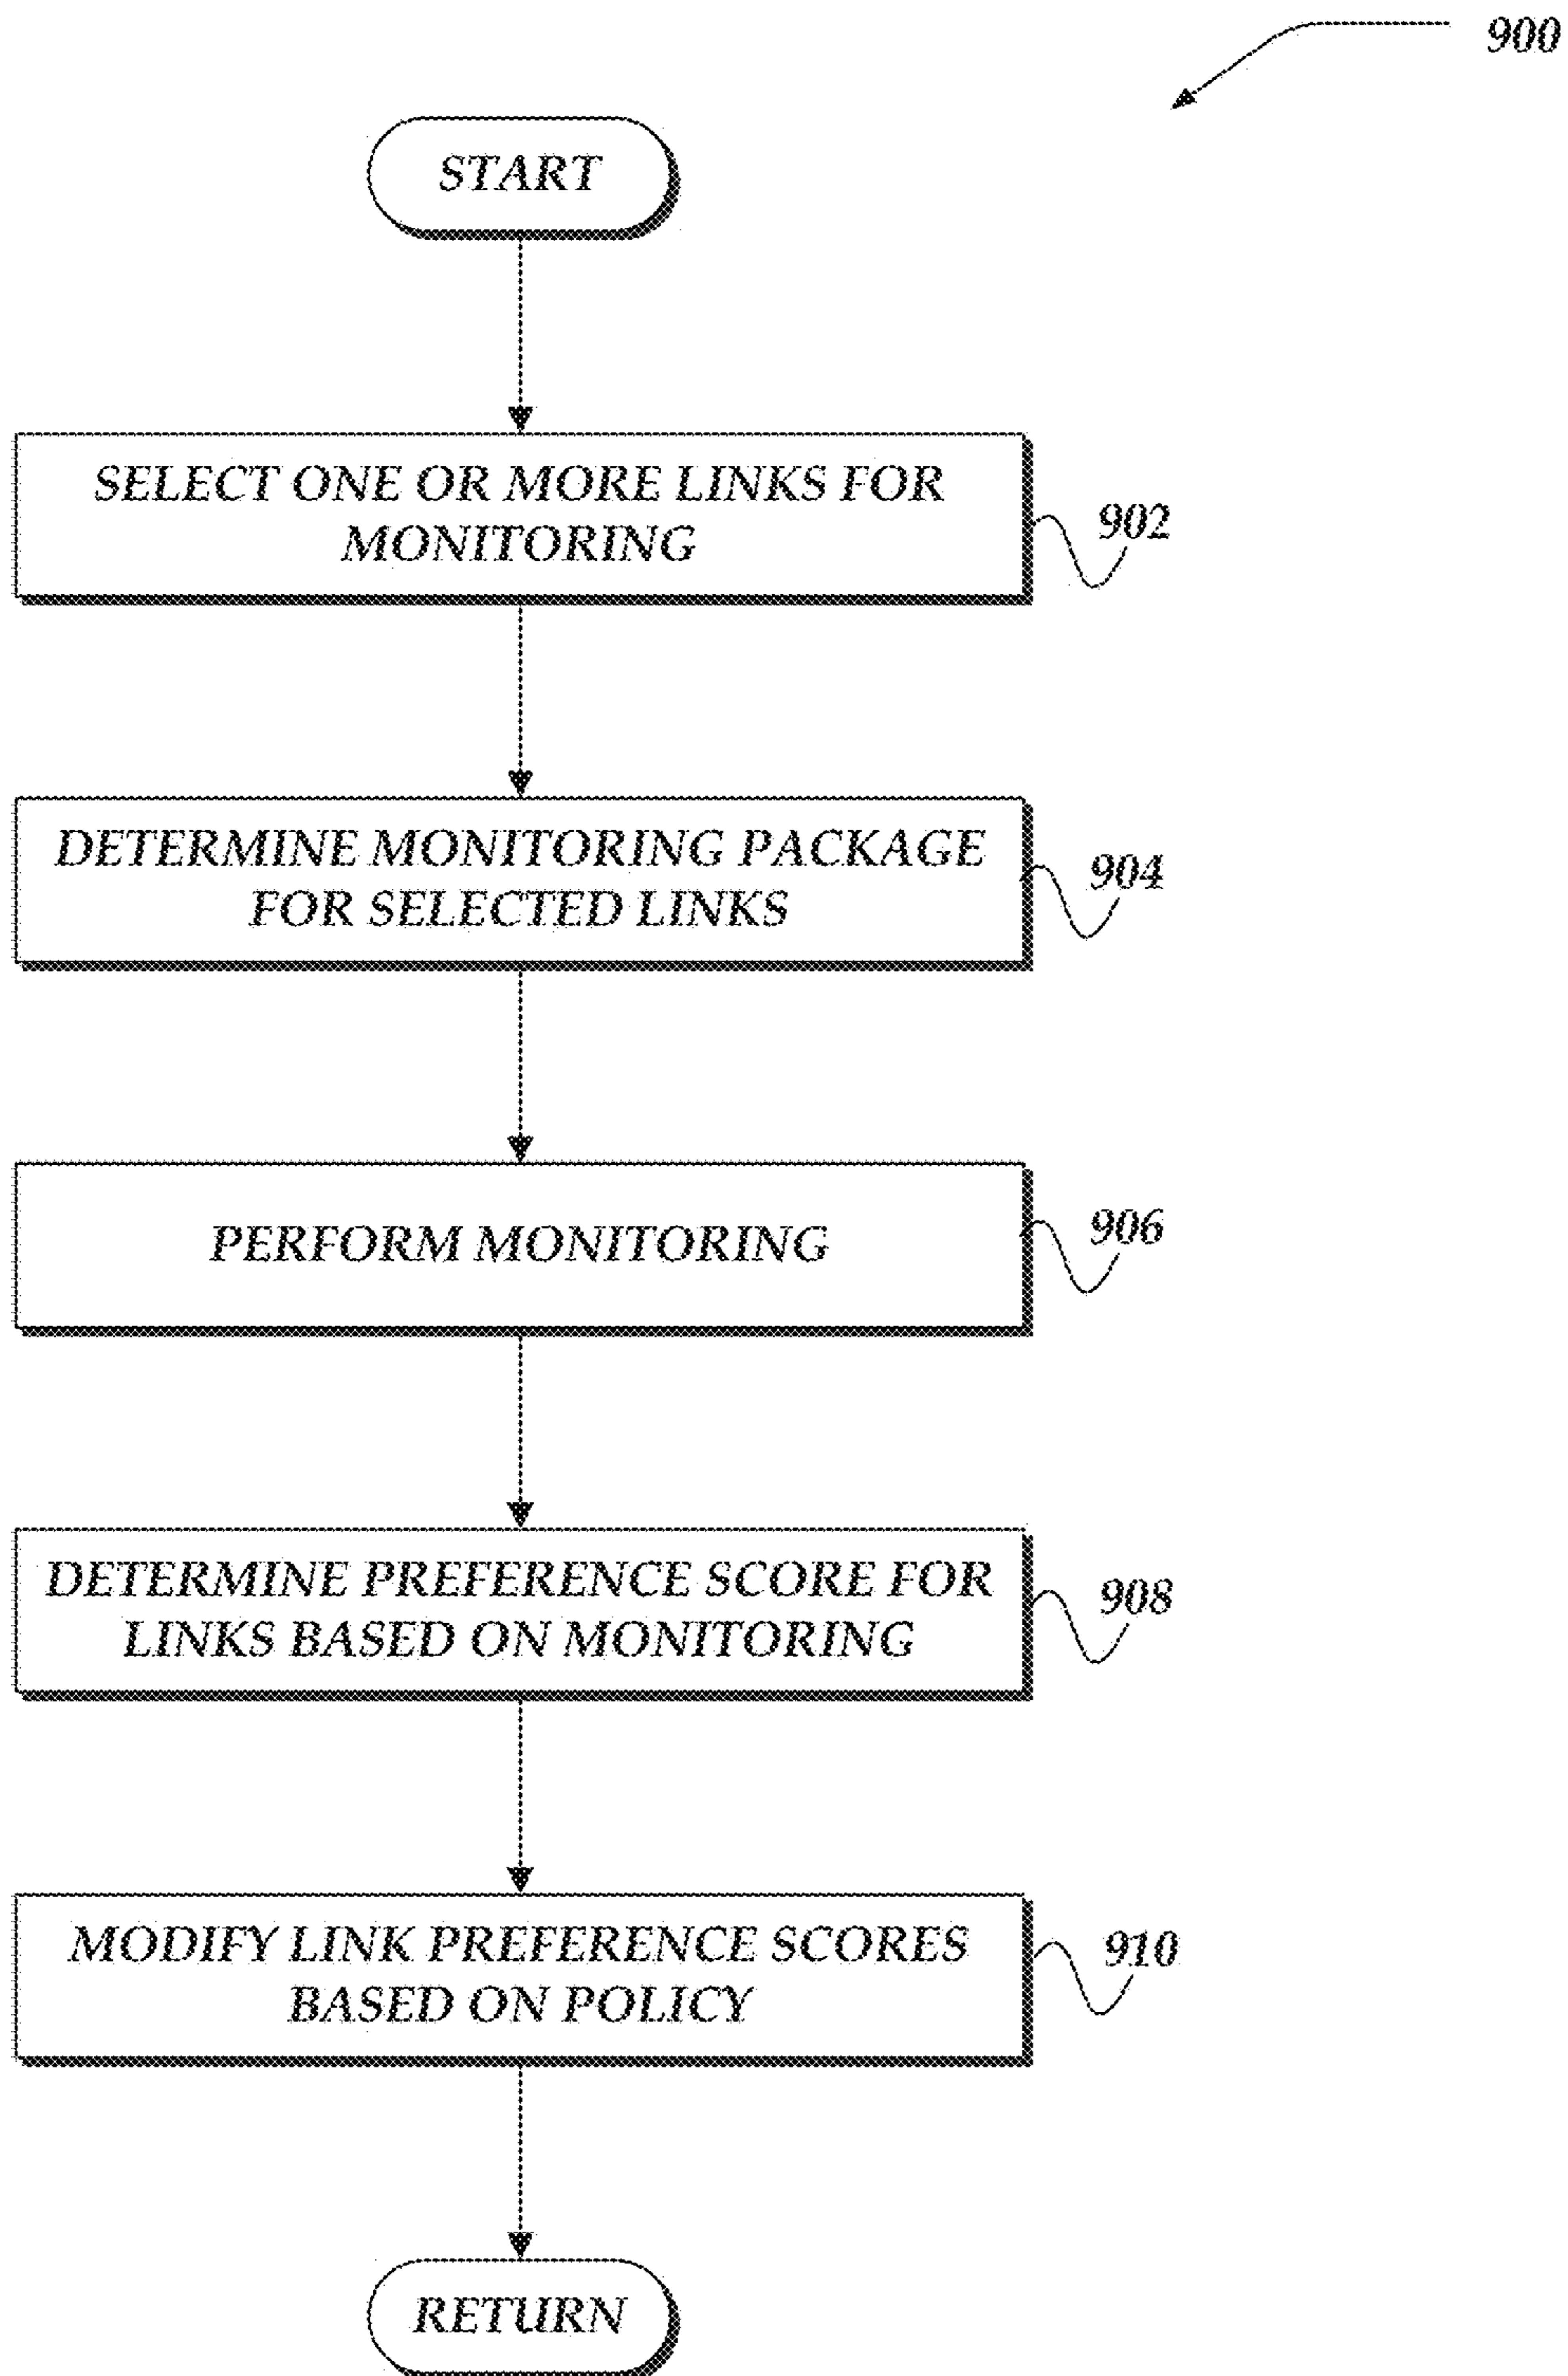 900
START
SELECT ONE OR MORE LINKS FOR
MONITORING
902
DETERMINE MONITORING PACKAGE
FOR SELECTED LINKS
904
PERFORM MONITORING
906
DETERMINE PREFERENCE SCORE FOR
LINKS BASED ON MONITORING
908
MODIFY LINK PREFERENCE SCORES
BASED ON POLICY
910
RETURN